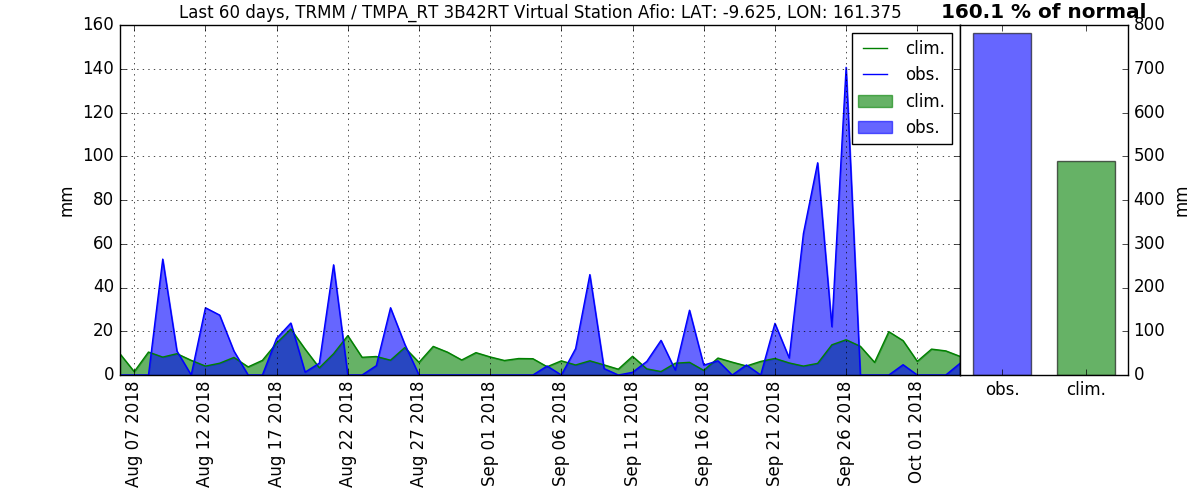 Last 60 days, TRMM / TMPA_RT 3B42RT Virtual Station Afio: LAT: -9.625, LON: 161.375
160.1 % of normal
160
140
120
100
80
60
40
20
0
mm
clim.
obs.
clim.
obs.
Aug 07 2018
Aug 12 2018
Aug 17 2018
Aug 22 2018
Aug 27 2018
Sep 01 2018
Sep 06 2018
Sep 11 2018
Sep 16 2018
Sep 21 2018
Sep 26 2018
Oct 01 2018
800
700
600
500
400
300
200
100
0
mm
obs.
clim.